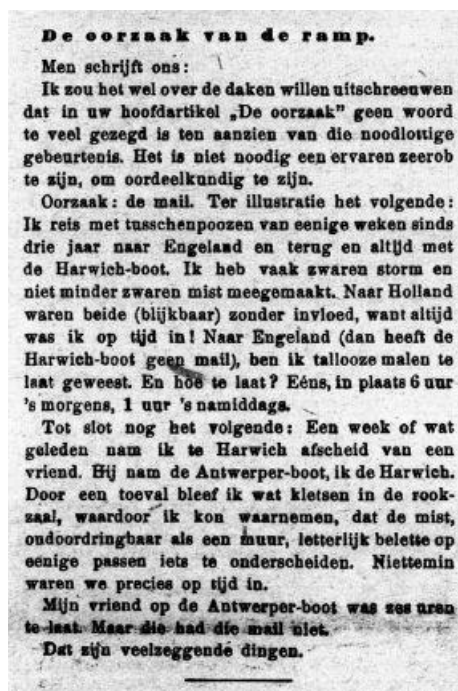 De oorzaak van de ramp.
Men schrijft ons:
Ik zou het wel over de daken willen uitschreeuwen
dat in uw hoofdartikel „De oorzaak” geen woord
te veel gezegd is ten aanzien van die noodlottige
gebeurtenis. Het is niet noodig een ervaren zeerob
te zijn, om oordeelkundig te zijn.
Oorzaak: de mail. Ter illustratie het volgende:
Ik reis met tusschenpoozen van eenige weken sinds
drie jaar naar Engeland en terug en altijd met
de Harwich-boot. Ik heb vaak zwaren storm en
niet minder zwaren mist meegemaakt. Naar Holland
waren beide (blijkbaar) zonder invloed, want altijd
was ik op tijd in! Naar Engeland (dan heeft de
Harwich-boot geen mail), ben ik tallooze malen te
laat geweest. En hoe te laat? Eéns, in plaats 6 uur
's morgens, 1 uur 's namiddags.
Tot slot nog het volgende: Een week of wat
geleden nam ik te Harwich afscheid van een
vriend. Hij nam de Antwerper-boot, ik de Harwich.
Door een toeval bleef ik wat kletsen in de rook-
zaal, waardoor ik kon waarnemen, dat de mist,
ondoordringbaar als een muur, letterlijk belette op
eenige passen iets te onderscheiden. Niettemin
waren we precies op tijd in.
Mijn vriend op de Antwerper-boot was zes uren
te laat. Maar die had die mail niet.
Dat zijn veelzeggende dingen.